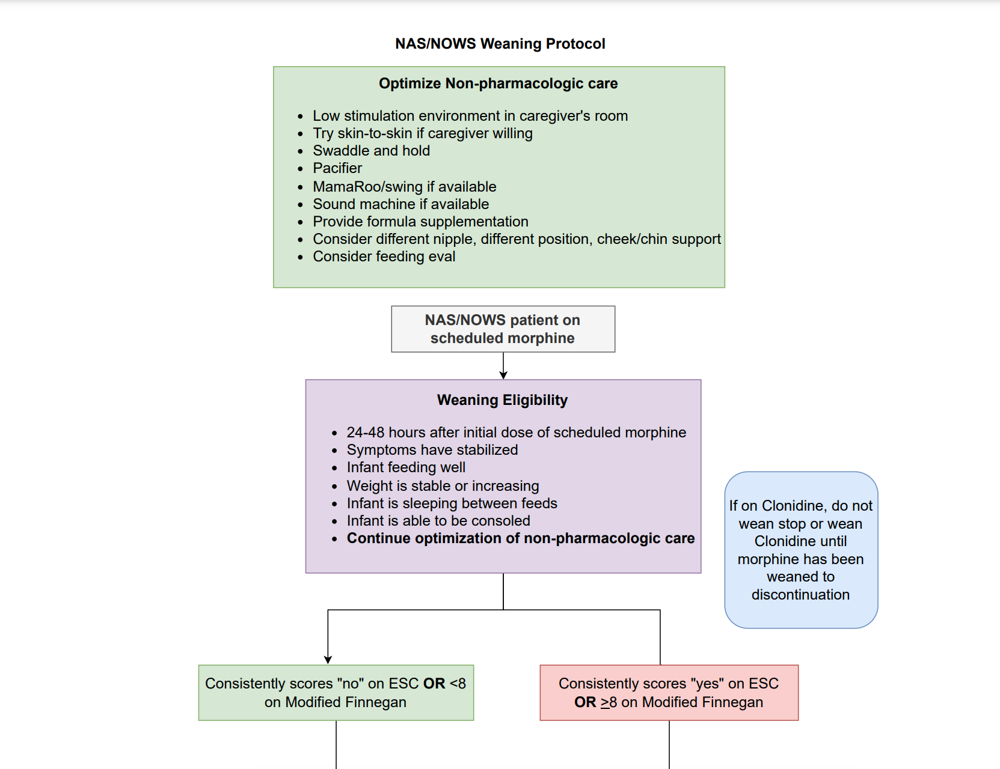 NAS/NOWS Weaning Protocol
Optimize Non-pharmacologic care
• Low stimulation environment in caregiver's room
• Try skin-to-skin if caregiver willing
• Swaddle and hold
• Pacifier
• MamaRoo/swing if available
• Sound machine if available
• Provide formula supplementation
• Consider different nipple, different position, cheek/chin support
• Consider feeding eval
NAS/NOWS patient on
scheduled morphine
Weaning Eligibility
• 24-48 hours after initial dose of scheduled morphine
• Symptoms have stabilized
• Infant feeding well
• Weight is stable or increasing
• Infant is sleeping between feeds
• Infant is able to be consoled
• Continue optimization of non-pharmacologic care
If on Clonidine, do not
wean stop or wean
Clonidine until
morphine has been
weaned to
discontinuation
Consistently scores "no" on ESC OR <8
on Modified Finnegan
Consistently scores "yes" on ESC
OR ≥8 on Modified Finnegan